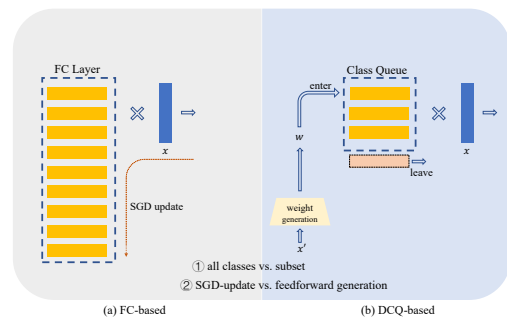 FC Layer
x
SGD update
Class Queue
enter
w
x
leave
weight
generation
x'
① all classes vs. subset
② SGD-update vs. feedforward generation
(a) FC-based
(b) DCQ-based